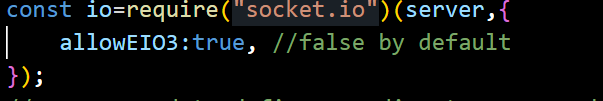 const io=require("socket.io")(server,{
allowEIO3:true, //false by default
});